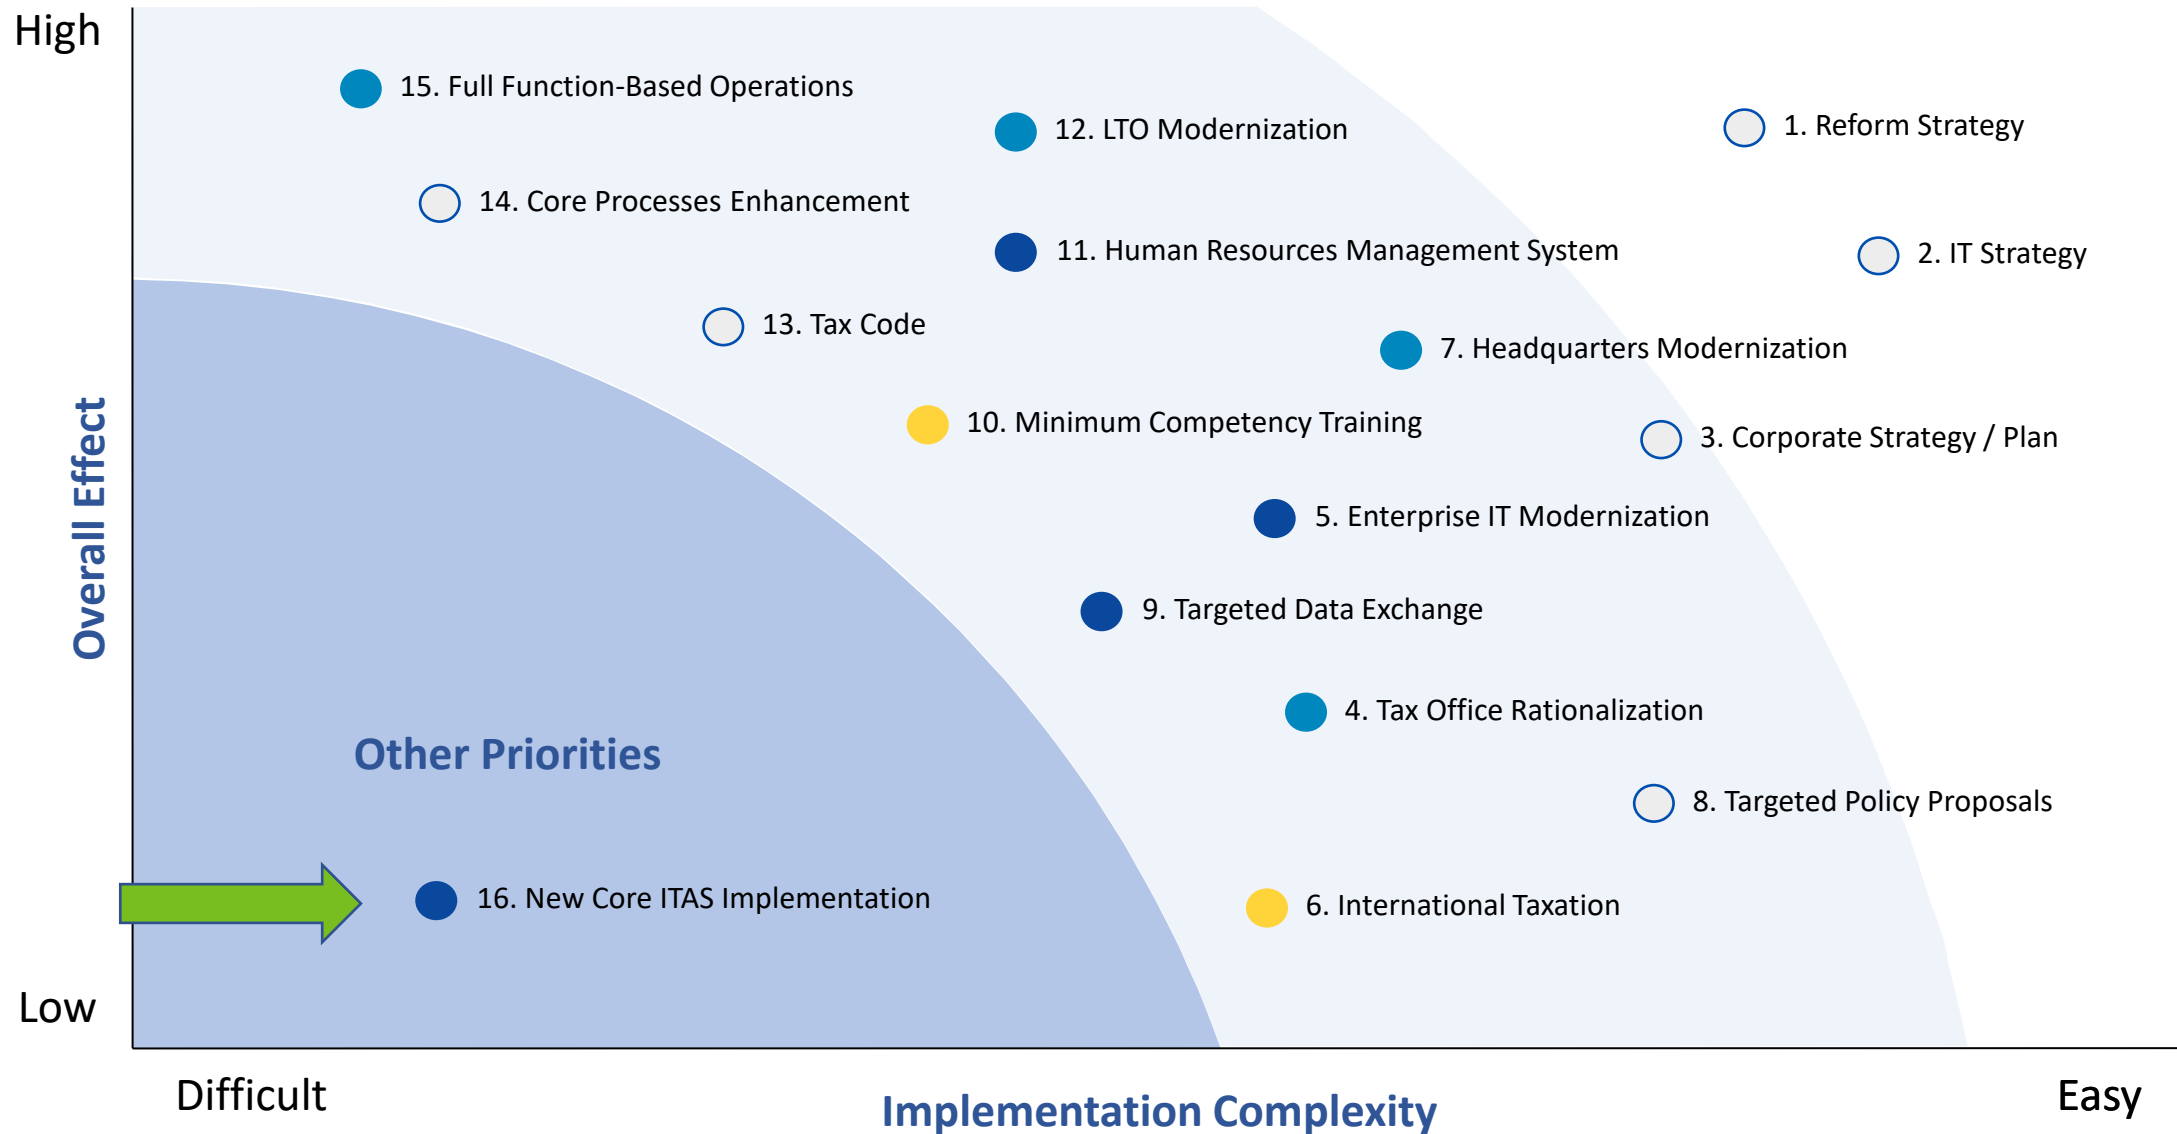 High
15. Full Function-Based Operations
12. LTO Modernization
1. Reform Strategy
14. Core Processes Enhancement
11. Human Resources Management System
2. IT Strategy
13. Tax Code
7. Headquarters Modernization
10. Minimum Competency Training
3. Corporate Strategy / Plan
Overall Effect
5. Enterprise IT Modernization
9. Targeted Data Exchange
4. Tax Office Rationalization
Other Priorities
8. Targeted Policy Proposals
16. New Core ITAS Implementation
6. International Taxation
Low
Difficult
Implementation Complexity
Easy